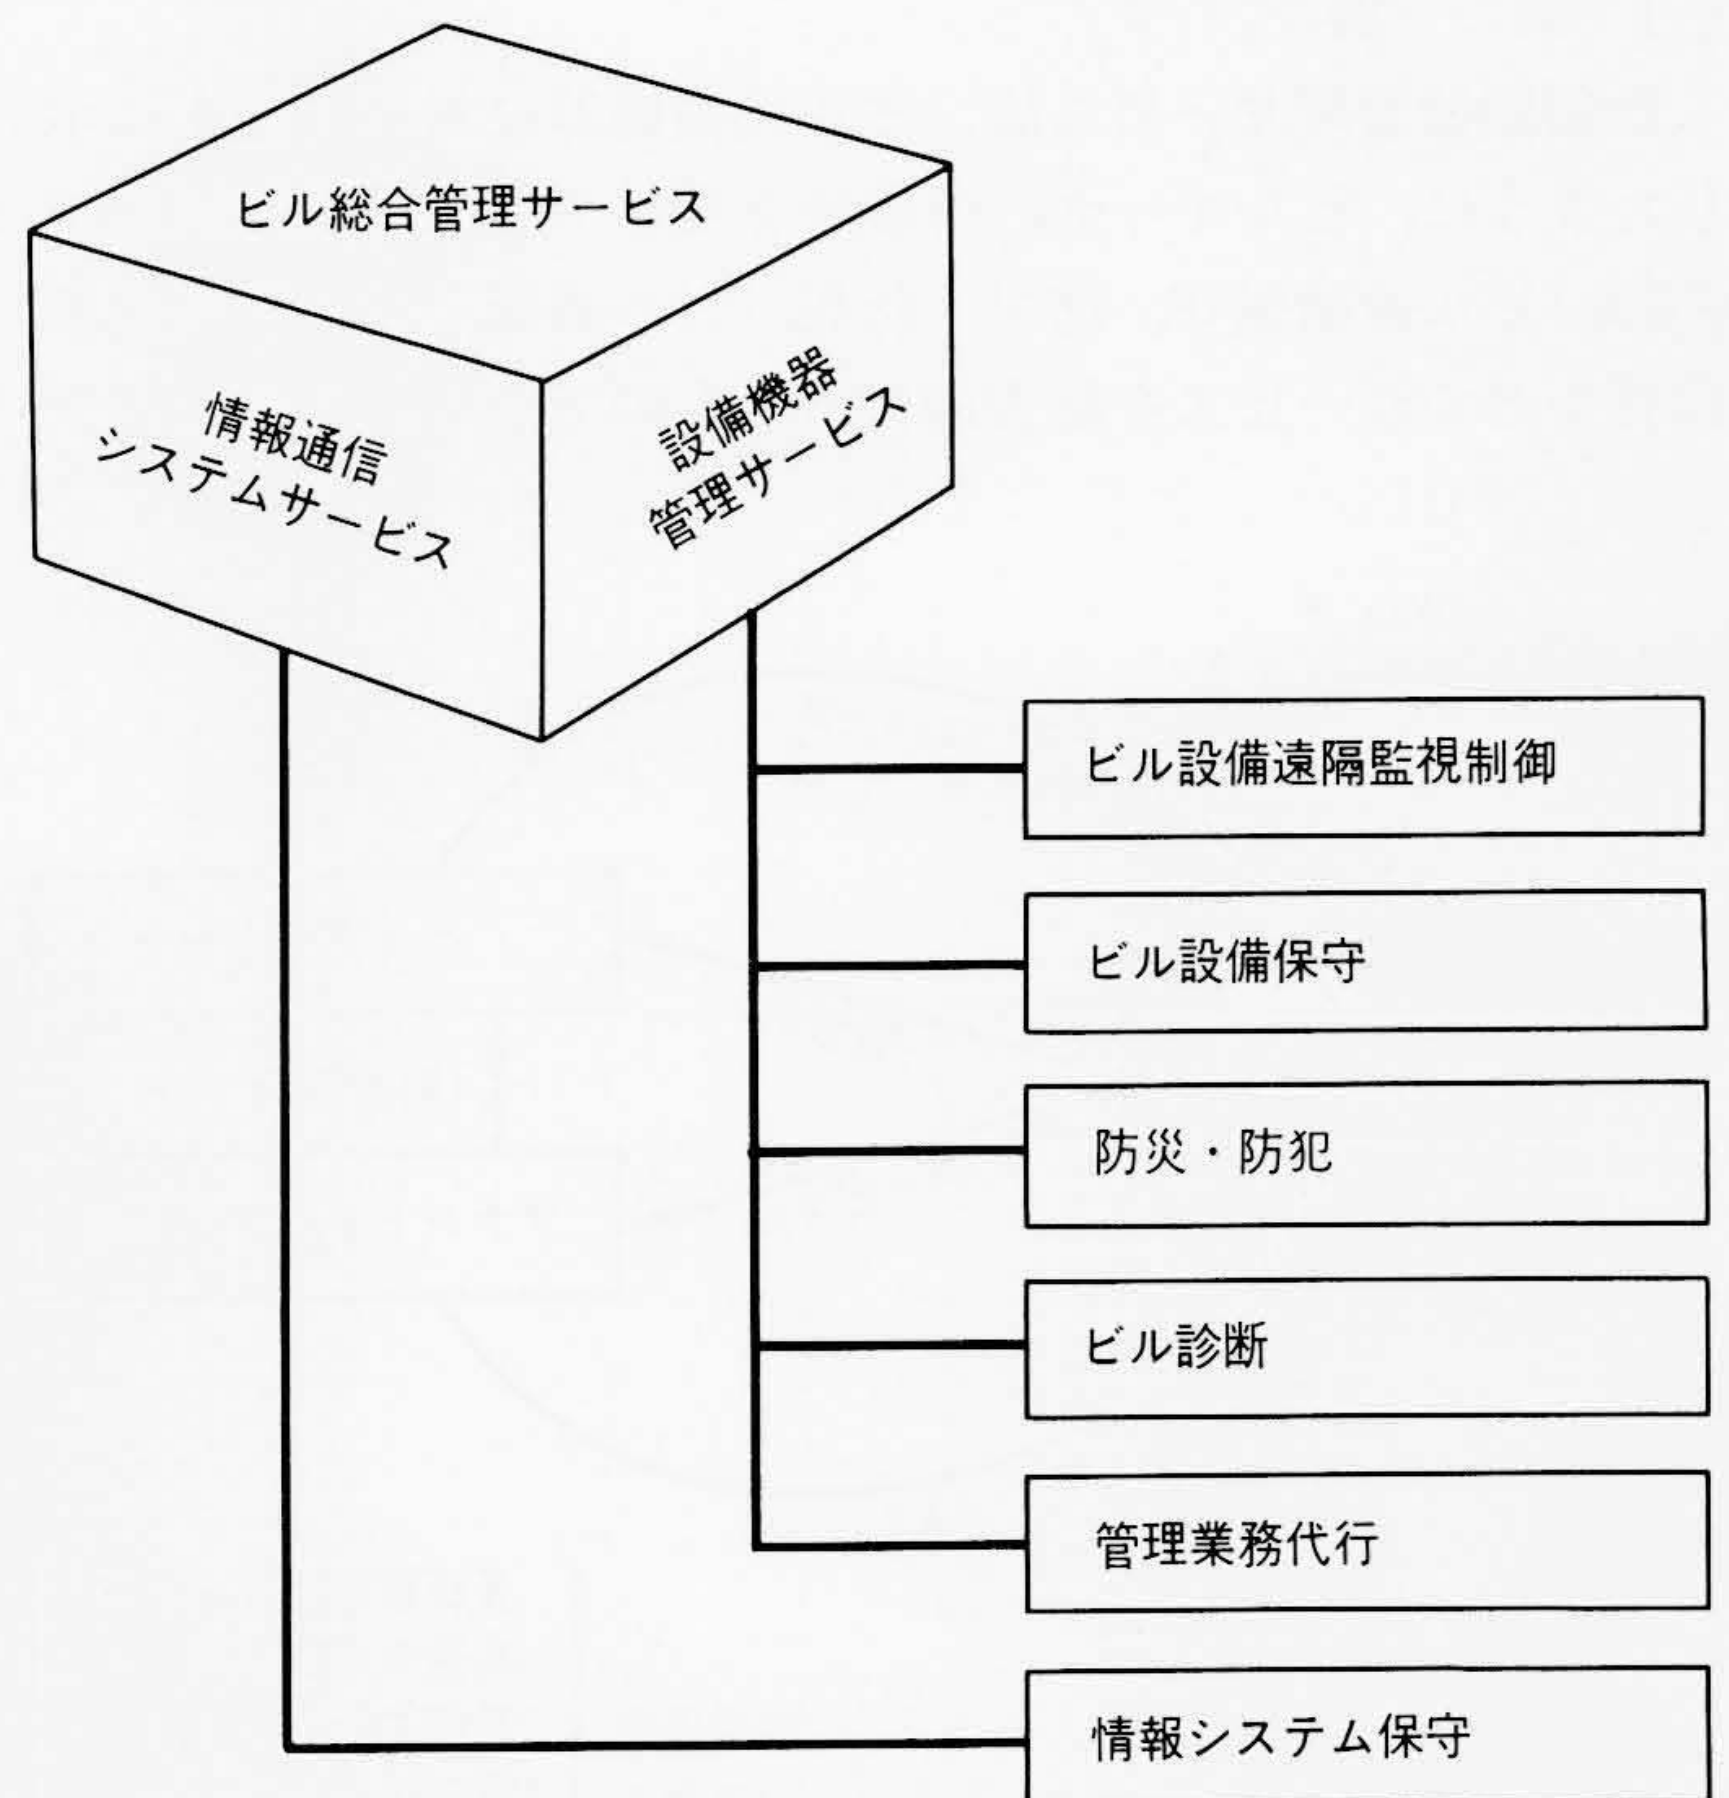 ビル総合管理サービス
情報通信
システムサービス
設備機器
管理サービス
ビル設備遠隔監視制御
ビル設備保守
防災・防犯
ビル診断
管理業務代行
情報システム保守